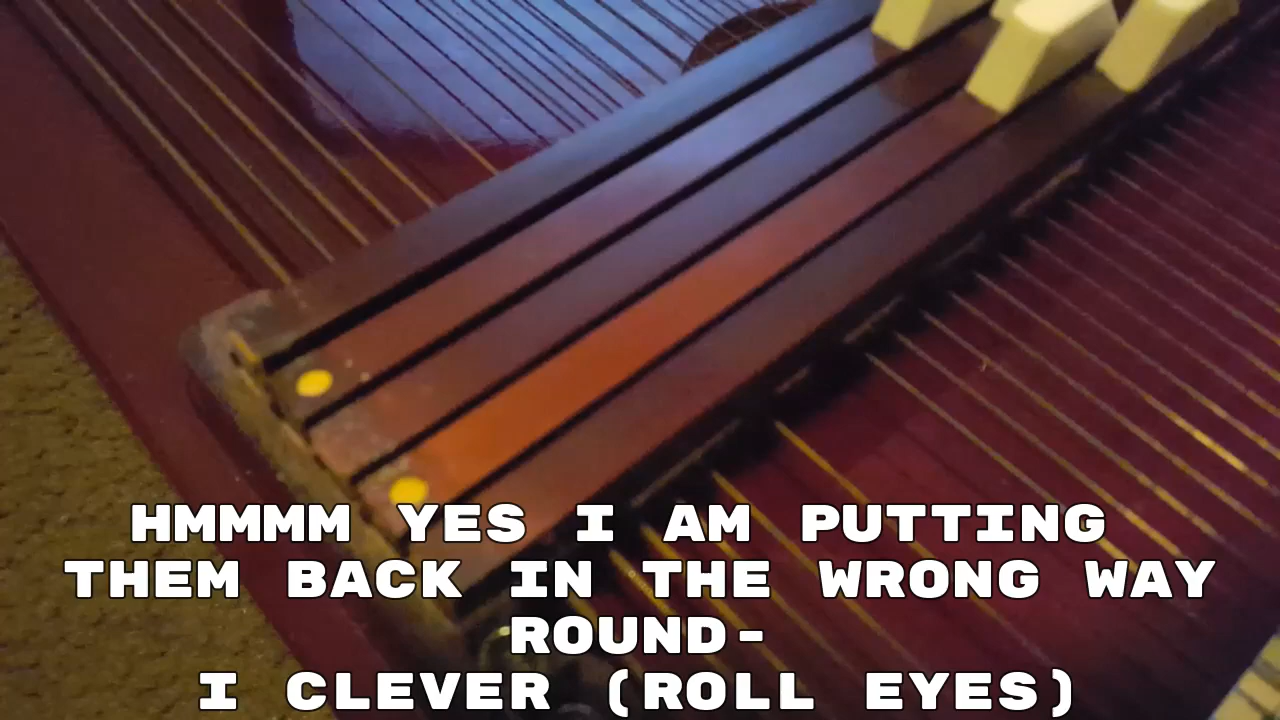 HMMMM YES I AM PUTTING
THEM BACK IN THE WRONG WAY
ROUND-
I CLEVER (ROLL EYES)